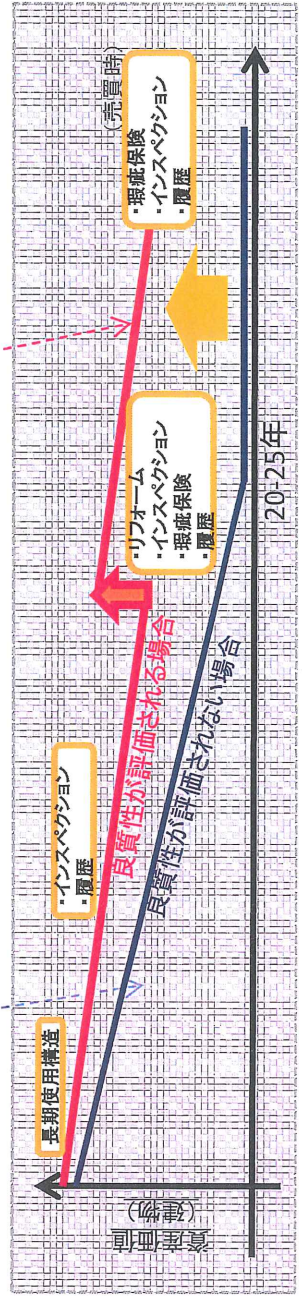 資産価値
(建物)
長期使用構造
・インスペクション
・履歴
良質性が評価される場合
良質性が評価されない場合
・リフォーム
・インスペクション
・瑕疵保険
・履歴
20-25年
(売買時)
・瑕疵保険
・インスペクション
・履歴